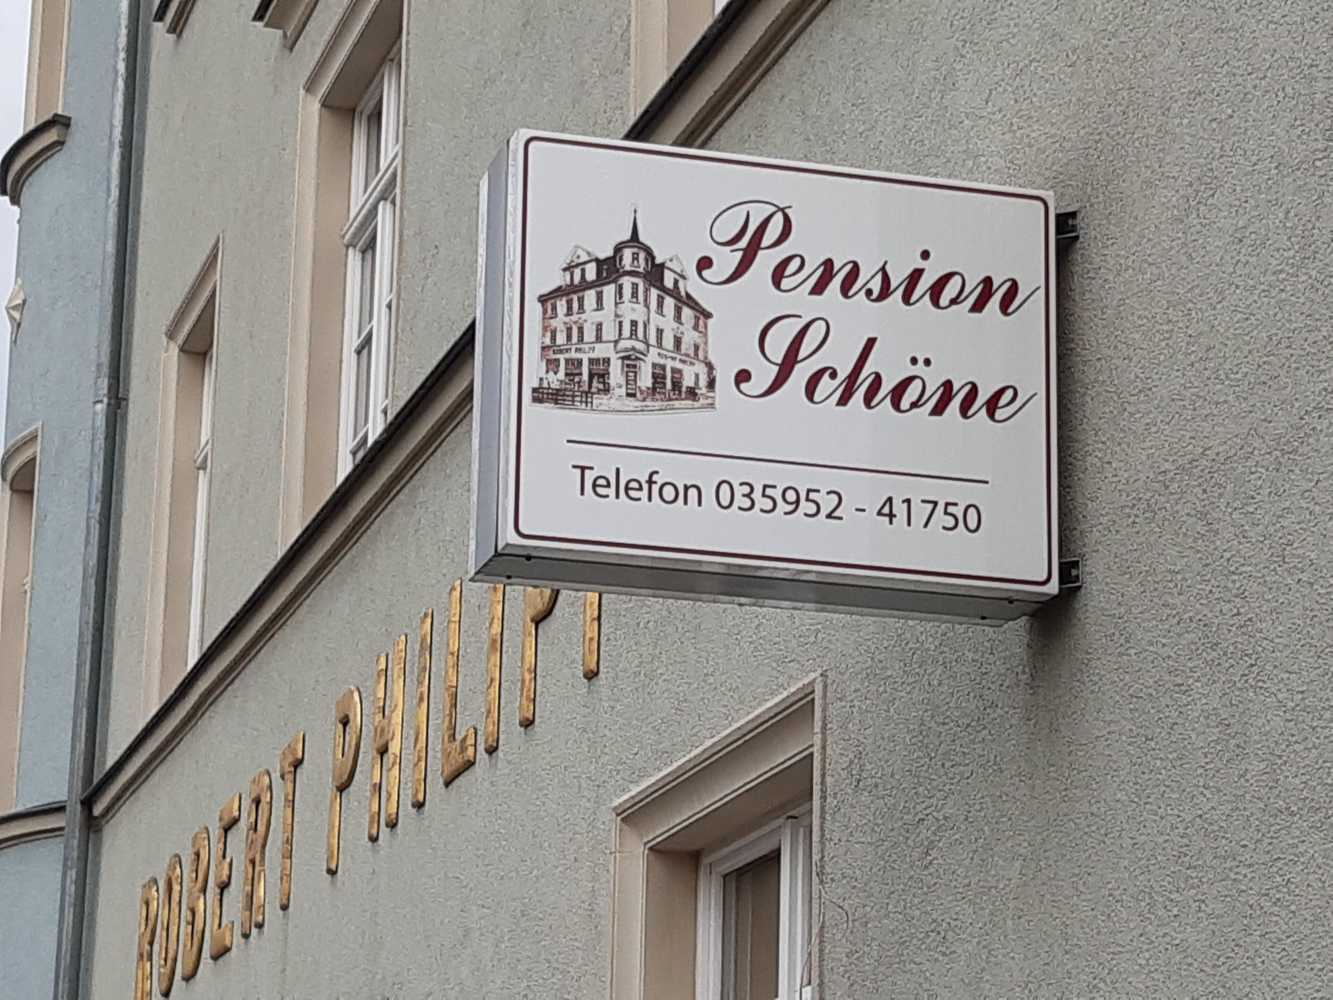 Pension
Schöne
Telefon 035952 - 41750
ROBERT PHILIPP